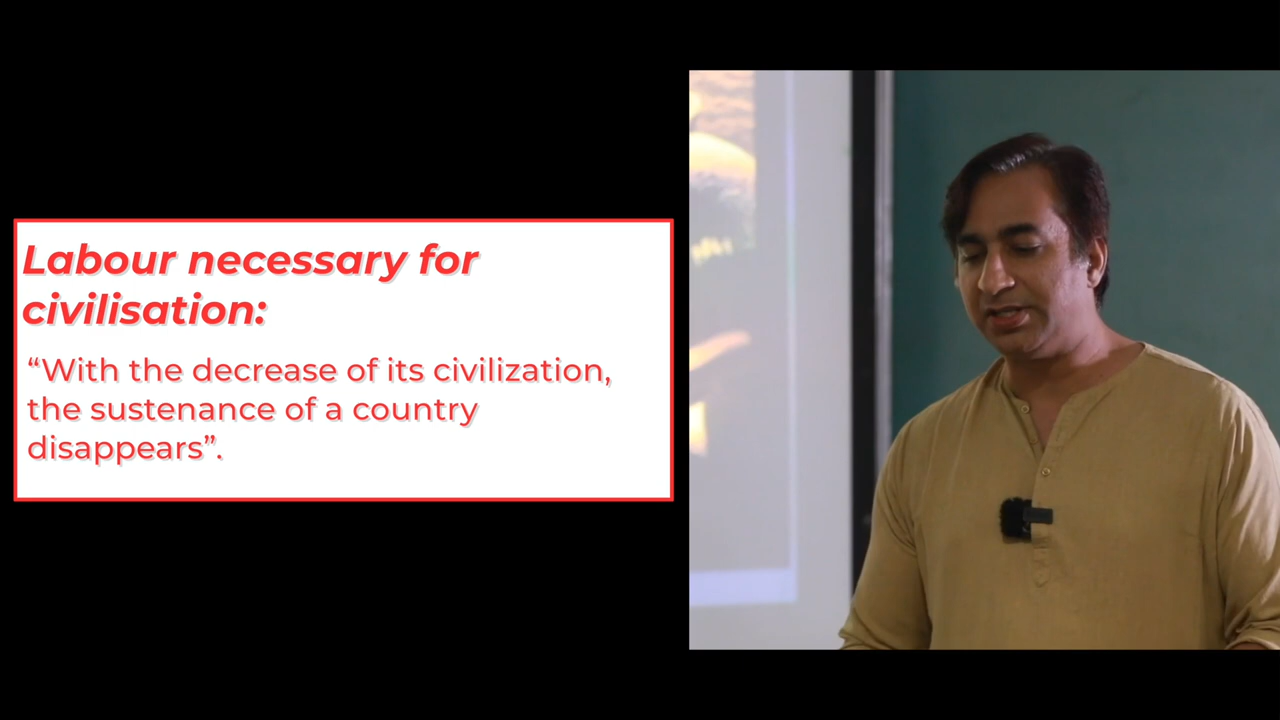 Labour necessary for
civilisation:
“With the decrease of its civilization,
the sustenance of a country
disappears”.